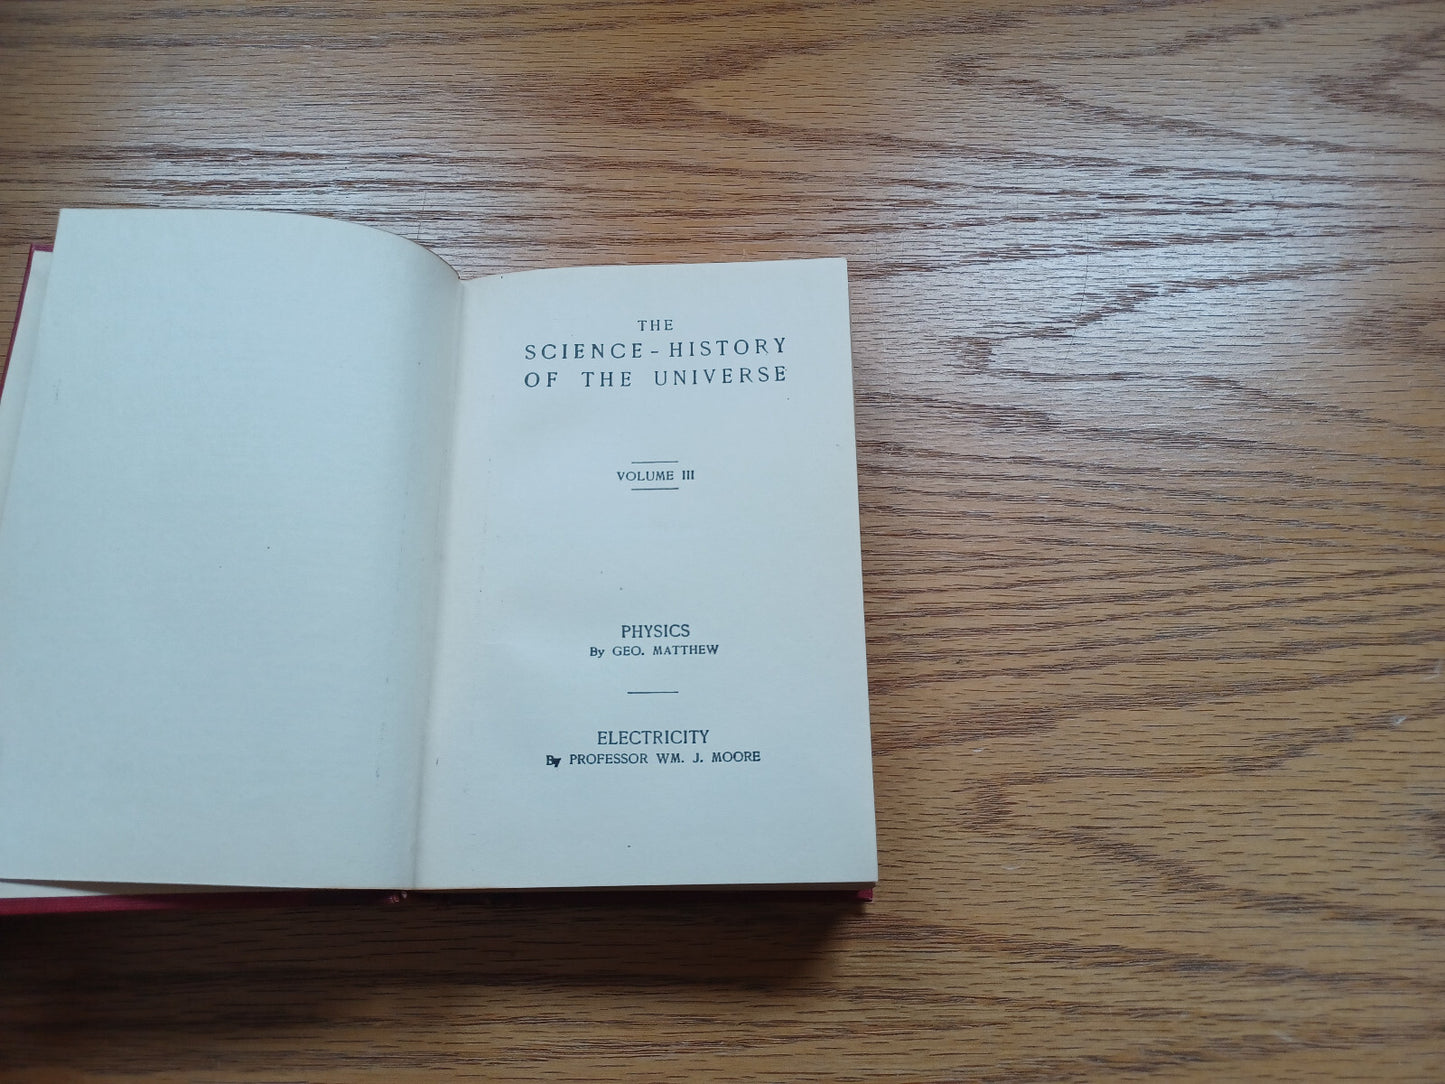 THE
SCIENCE - HISTORY
OF THE UNIVERSE
VOLUME III
PHYSICS
By GEO. MATTHEW
ELECTRICITY
By PROFESSOR WM. J. MOORE